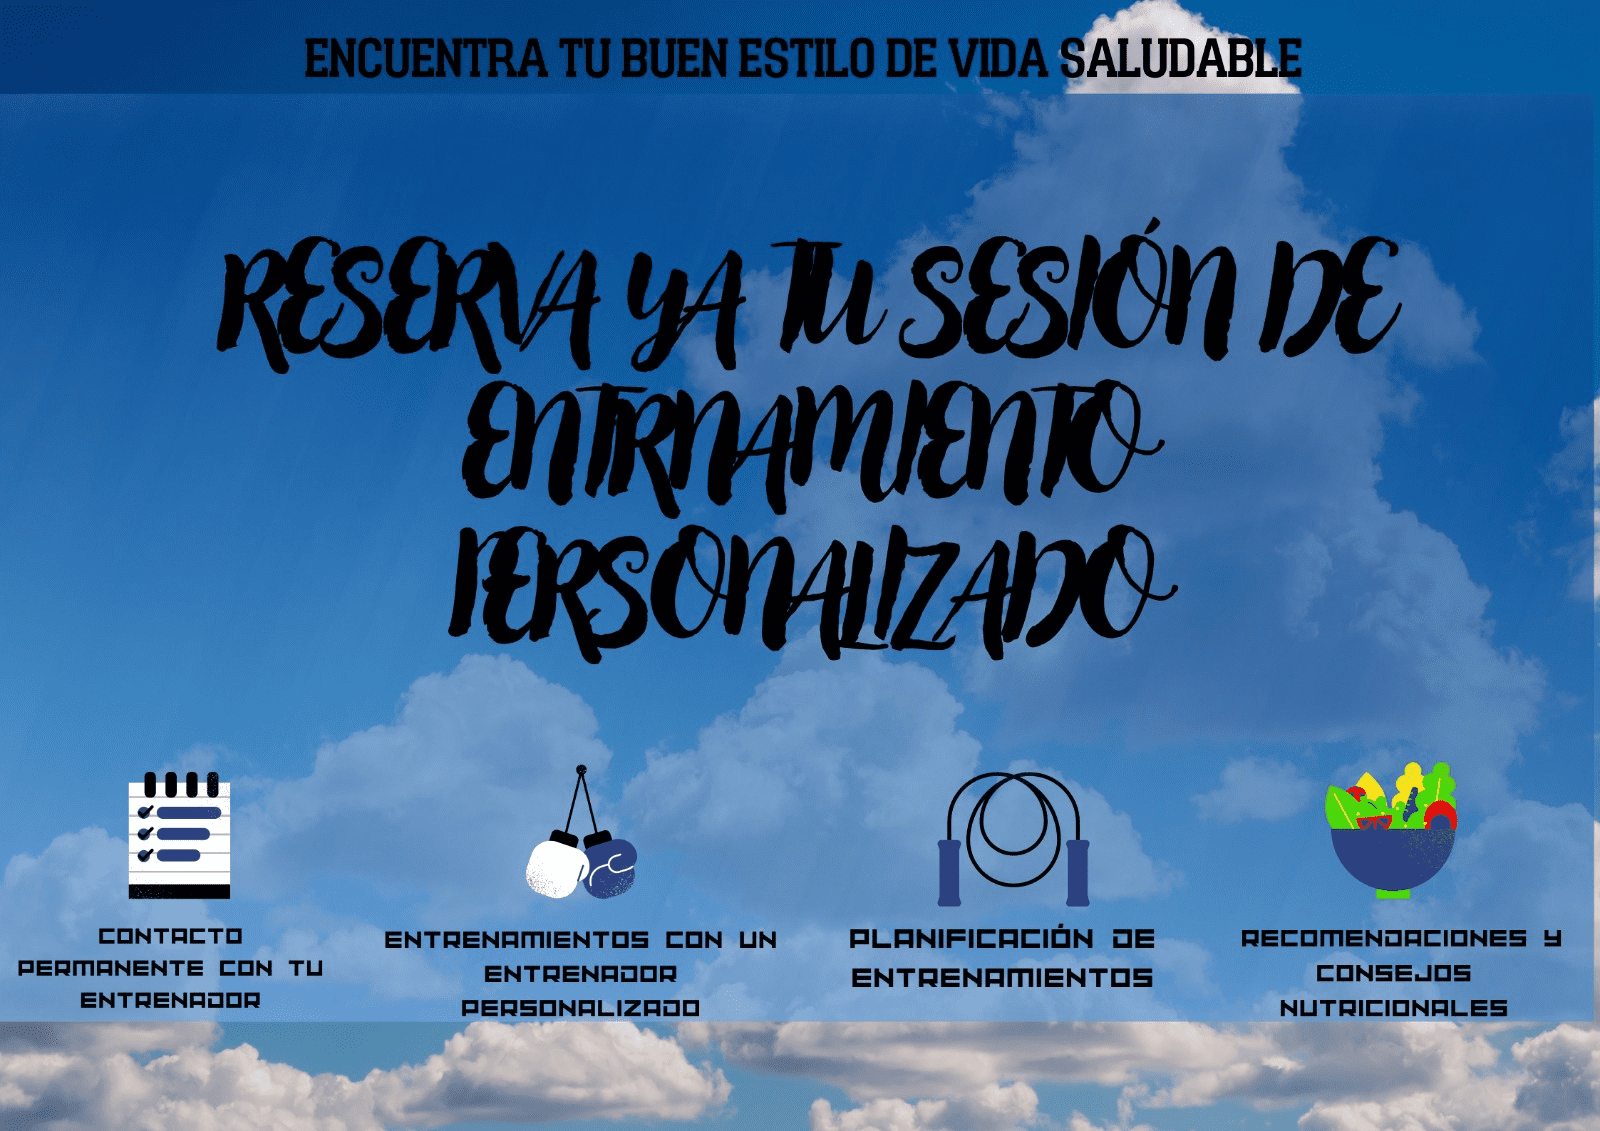 ENCUENTRA TU BUEN ESTILO DE VIDA SALUDABLE
RESERVA YA TU SESIÓN DE
ENTIRNAMIENTO
PERSONALIZADO
CONTACTO
PERMANENTE CON TU
ENTRENADOR
ENTRENAMIENTOS CON UN
ENTRENADOR
PERSONALIZADO
PLANIFICACIÓN DE
ENTRENAMIENTOS
RECOMENDACIONES Y
CONSEJOS
NUTRICIONALES